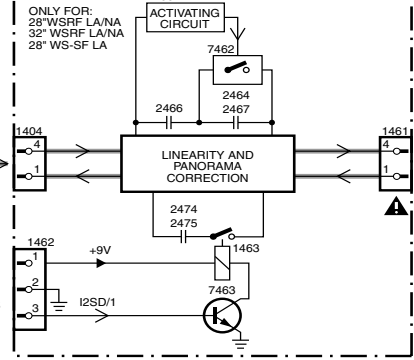 ONLY FOR:
28"WSRF LA/NA
32" WSRF LA/NA
28" WS-SF LA
ACTIVATING
CIRCUIT
7462
2466
2464
2467
1404
4
1
LINEARITY AND
PANORAMA
CORRECTION
1461
4
1
2474
2475
1463
1462
1
+9V
2
3
I2SD/1
7463